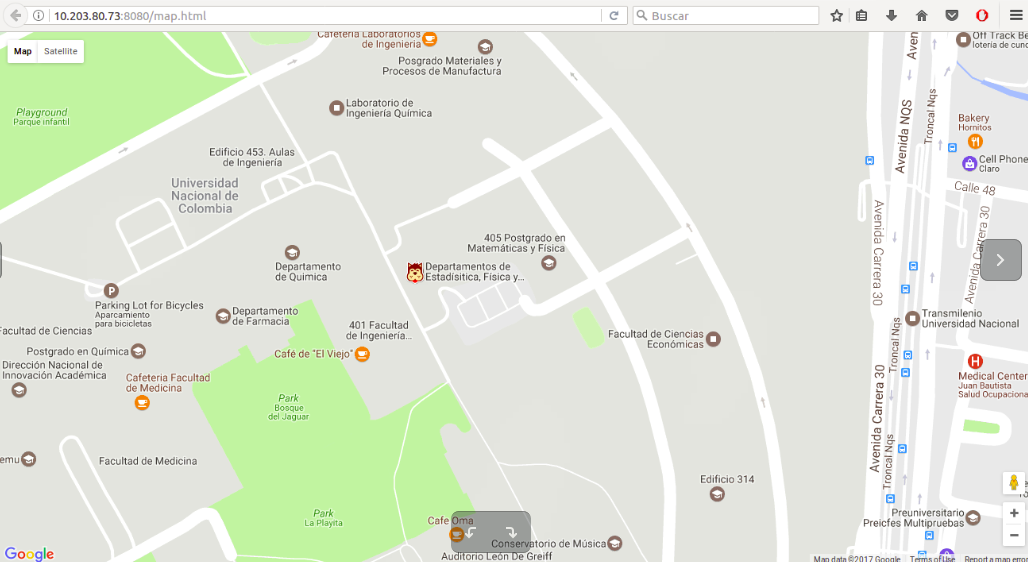 10.203.80.73:8080/map.html
Buscar
Map
Satellite
Cafetería Laboratorios
de Ingeniería
Posgrado Materiales y
Procesos de Manufactura
Off Track Be
lotería de cund
Laboratorio de
Ingeniería Química
Playground
Parque infantil
Edificio 453. Aulas
de Ingeniería
Universidad
Nacional de
Colombia
Aven
Avenida NQS
Troncal Nqs
Bakery
Hornitos
Cell Phone
Claro
Calle 48
Avenida Carrera 30
Avenida Carrera 30
405 Postgrado en
Matemáticas y Física
Departamento
de Quimica
Departamentos de
Estadísitica, Física y...
Parking Lot for Bicycles
Aparcamiento
para bicicletas
Departamento
de Farmacia
401 Facultad
de Ingeniería...
Facultad de Ciencias
Económicas
Transmilenio
Universidad Nacional
Troncal Nqs
acultad de Ciencias
Postgrado en Química
Café de "El Viejo"
Dirección Nacional de
Innovación Académica
Cafeteria Facultad
de Medicina
Medical Center
Juan Bautista
Salud Ocupacional
Avenida Carrera 30
Park
Bosque
del Jaguar
Troncal Nqs
emu
Facultad de Medicina
Edificio 314
Park
La Playita
Cafe Oma
Preuniversitario
Preicfes Multipruebas
Conservatorio de Música
Auditorio León De Greiff
Google
Map data ©2017 Google
Terms of Use
Report a map error